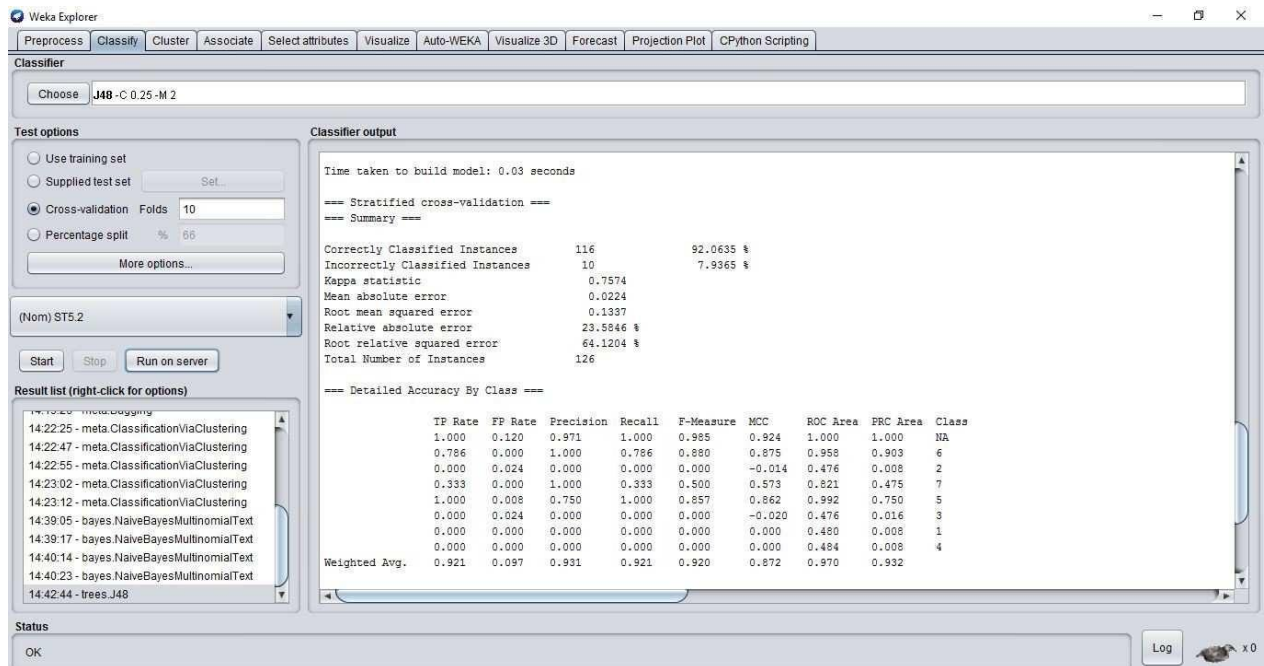 Weka Explorer
Preprocess Classify Cluster Associate Select attributes Visualize Auto-WEKA Visualize 3D Forecast Projection Plot CPython Scripting
Classifier
Choose J48 -C 0.25 -M 2
Test options
Use training set
Supplied test set Set...
Cross-validation Folds 10
Percentage split % 66
More options...
(Nom) ST5.2
Start Stop Run on server
Result list (right-click for options)
14:22:25 - meta.ClassificationViaClustering
14:22:47 - meta.ClassificationViaClustering
14:22:55 - meta.ClassificationViaClustering
14:23:02 - meta.ClassificationViaClustering
14:23:12 - meta.ClassificationViaClustering
14:39:05 - bayes.NaiveBayesMultinomialText
14:39:17 - bayes.NaiveBayesMultinomialText
14:40:14 - bayes.NaiveBayesMultinomialText
14:40:23 - bayes.NaiveBayesMultinomialText
14:42:44 - trees.J48
Classifier output
Time taken to build model: 0.03 seconds
=== Stratified cross-validation ===
=== Summary ===
Correctly Classified Instances 116 92.0635 %
Incorrectly Classified Instances 10 7.9365 %
Kappa statistic 0.7574
Mean absolute error 0.0224
Root mean squared error 0.1337
Relative absolute error 23.5846 %
Root relative squared error 64.1204 %
Total Number of Instances 126
=== Detailed Accuracy By Class ===
TP Rate FP Rate Precision Recall F-Measure MCC ROC Area PRC Area Class
1.000 0.120 0.971 1.000 0.985 0.924 1.000 1.000 NA
0.786 0.000 1.000 0.786 0.880 0.875 0.958 0.903 6
0.000 0.024 0.000 0.000 0.000 -0.014 0.476 0.008 2
0.333 0.000 1.000 0.333 0.500 0.573 0.821 0.475 7
1.000 0.008 0.750 1.000 0.857 0.862 0.992 0.750 5
0.000 0.024 0.000 0.000 0.000 -0.020 0.476 0.016 3
0.000 0.000 0.000 0.000 0.000 0.000 0.480 0.008 1
0.000 0.000 0.000 0.000 0.000 0.000 0.484 0.008 4
Weighted Avg. 0.921 0.097 0.931 0.921 0.920 0.872 0.970 0.932
Status
OK
Log x 0